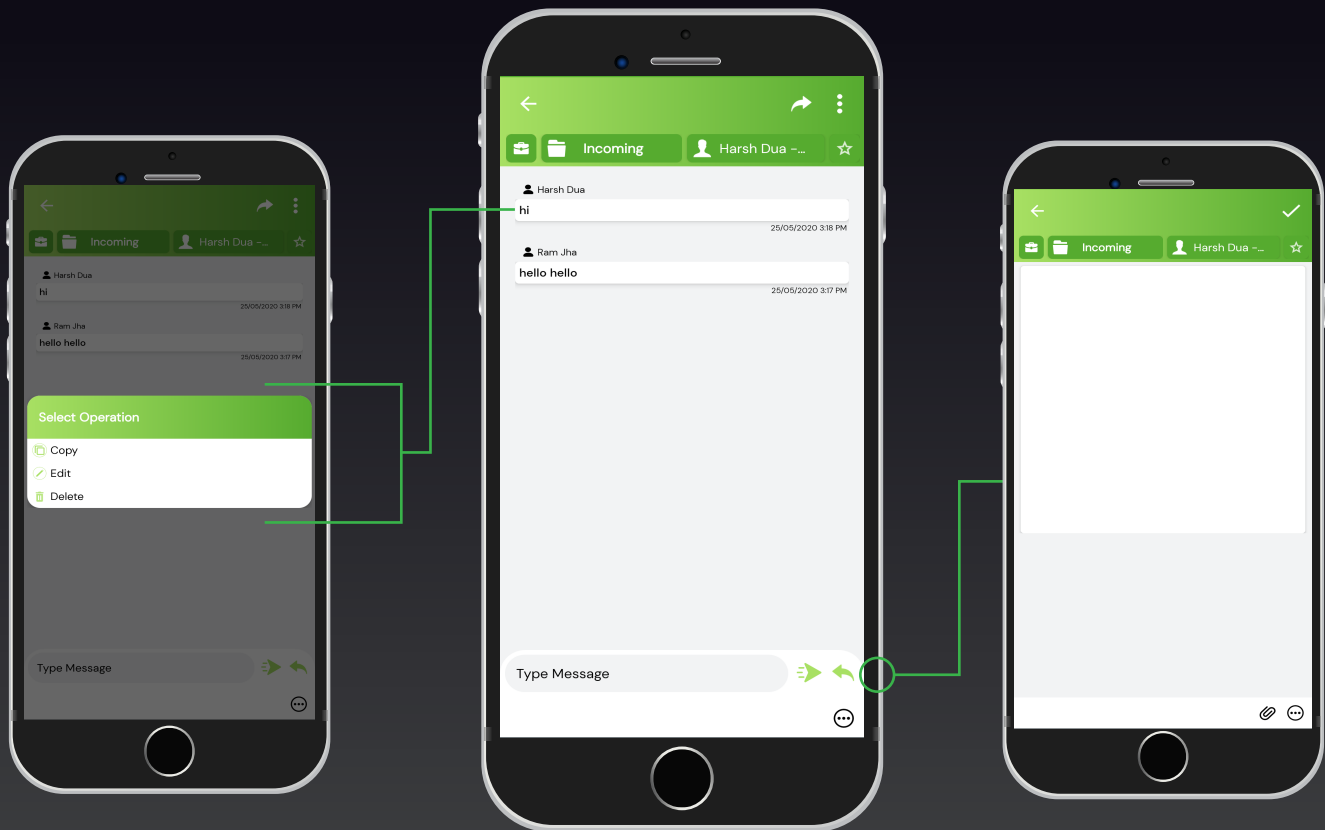 Incoming
Harsh Dua -...
Harsh Dua
hi
25/05/2020 3:18 PM
Ram Jha
hello hello
25/05/2020 3:17 PM
Select Operation
Copy
Edit
Delete
Type Message
Incoming
Harsh Dua -...
Harsh Dua
hi
25/05/2020 3:18 PM
Ram Jha
hello hello
25/05/2020 3:17 PM
Type Message
Incoming
Harsh Dua -...